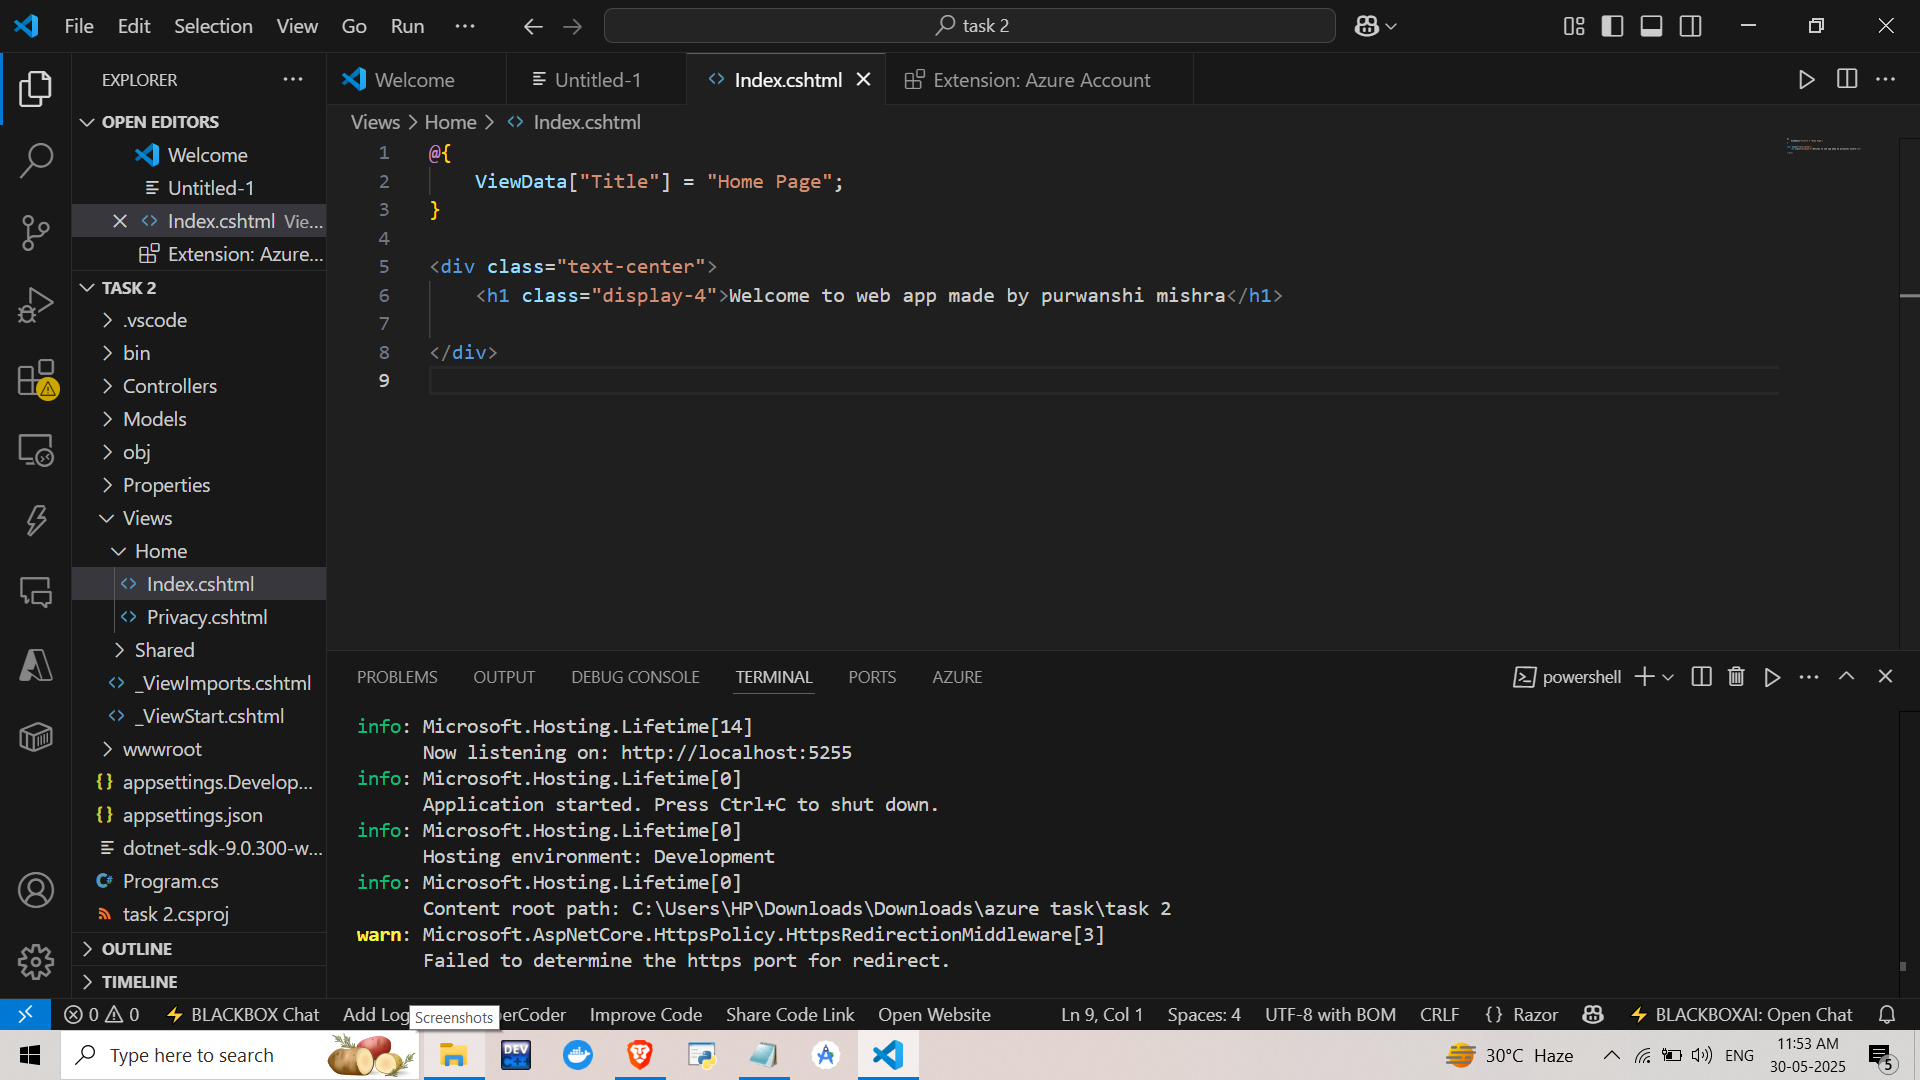 File Edit Selection View Go Run ···
task 2
EXPLORER ···
Welcome
Untitled-1
Index.cshtml
Extension: Azure Account
OPEN EDITORS
Welcome
Untitled-1
Index.cshtml Vie...
Extension: Azure...
TASK 2
.vscode
bin
Controllers
Models
obj
Properties
Views
Home
Index.cshtml
Privacy.cshtml
Shared
_ViewImports.cshtml
_ViewStart.cshtml
wwwroot
{} appsettings.Develop...
{} appsettings.json
dotnet-sdk-9.0.300-w...
C# Program.cs
task 2.csproj
OUTLINE
TIMELINE
Views > Home > Index.cshtml
1 @{
2 ViewData["Title"] = "Home Page";
3 }
4
5 <div class="text-center">
6 <h1 class="display-4">Welcome to web app made by purwanshi mishra</h1>
7
8 </div>
9
PROBLEMS OUTPUT DEBUG CONSOLE TERMINAL PORTS AZURE
powershell
info: Microsoft.Hosting.Lifetime[14]
Now listening on: http://localhost:5255
info: Microsoft.Hosting.Lifetime[0]
Application started. Press Ctrl+C to shut down.
info: Microsoft.Hosting.Lifetime[0]
Hosting environment: Development
info: Microsoft.Hosting.Lifetime[0]
Content root path: C:\Users\HP\Downloads\Downloads\azure task\task 2
warn: Microsoft.AspNetCore.HttpsPolicy.HttpsRedirectionMiddleware[3]
Failed to determine the https port for redirect.
0 0 BLACKBOX Chat Add Log erCoder Improve Code Share Code Link Open Website Ln 9, Col 1 Spaces: 4 UTF-8 with BOM CRLF {} Razor BLACKBOXAI: Open Chat
Screenshots
Type here to search
DEV C++
30°C Haze
ENG
11:53 AM
30-05-2025
5